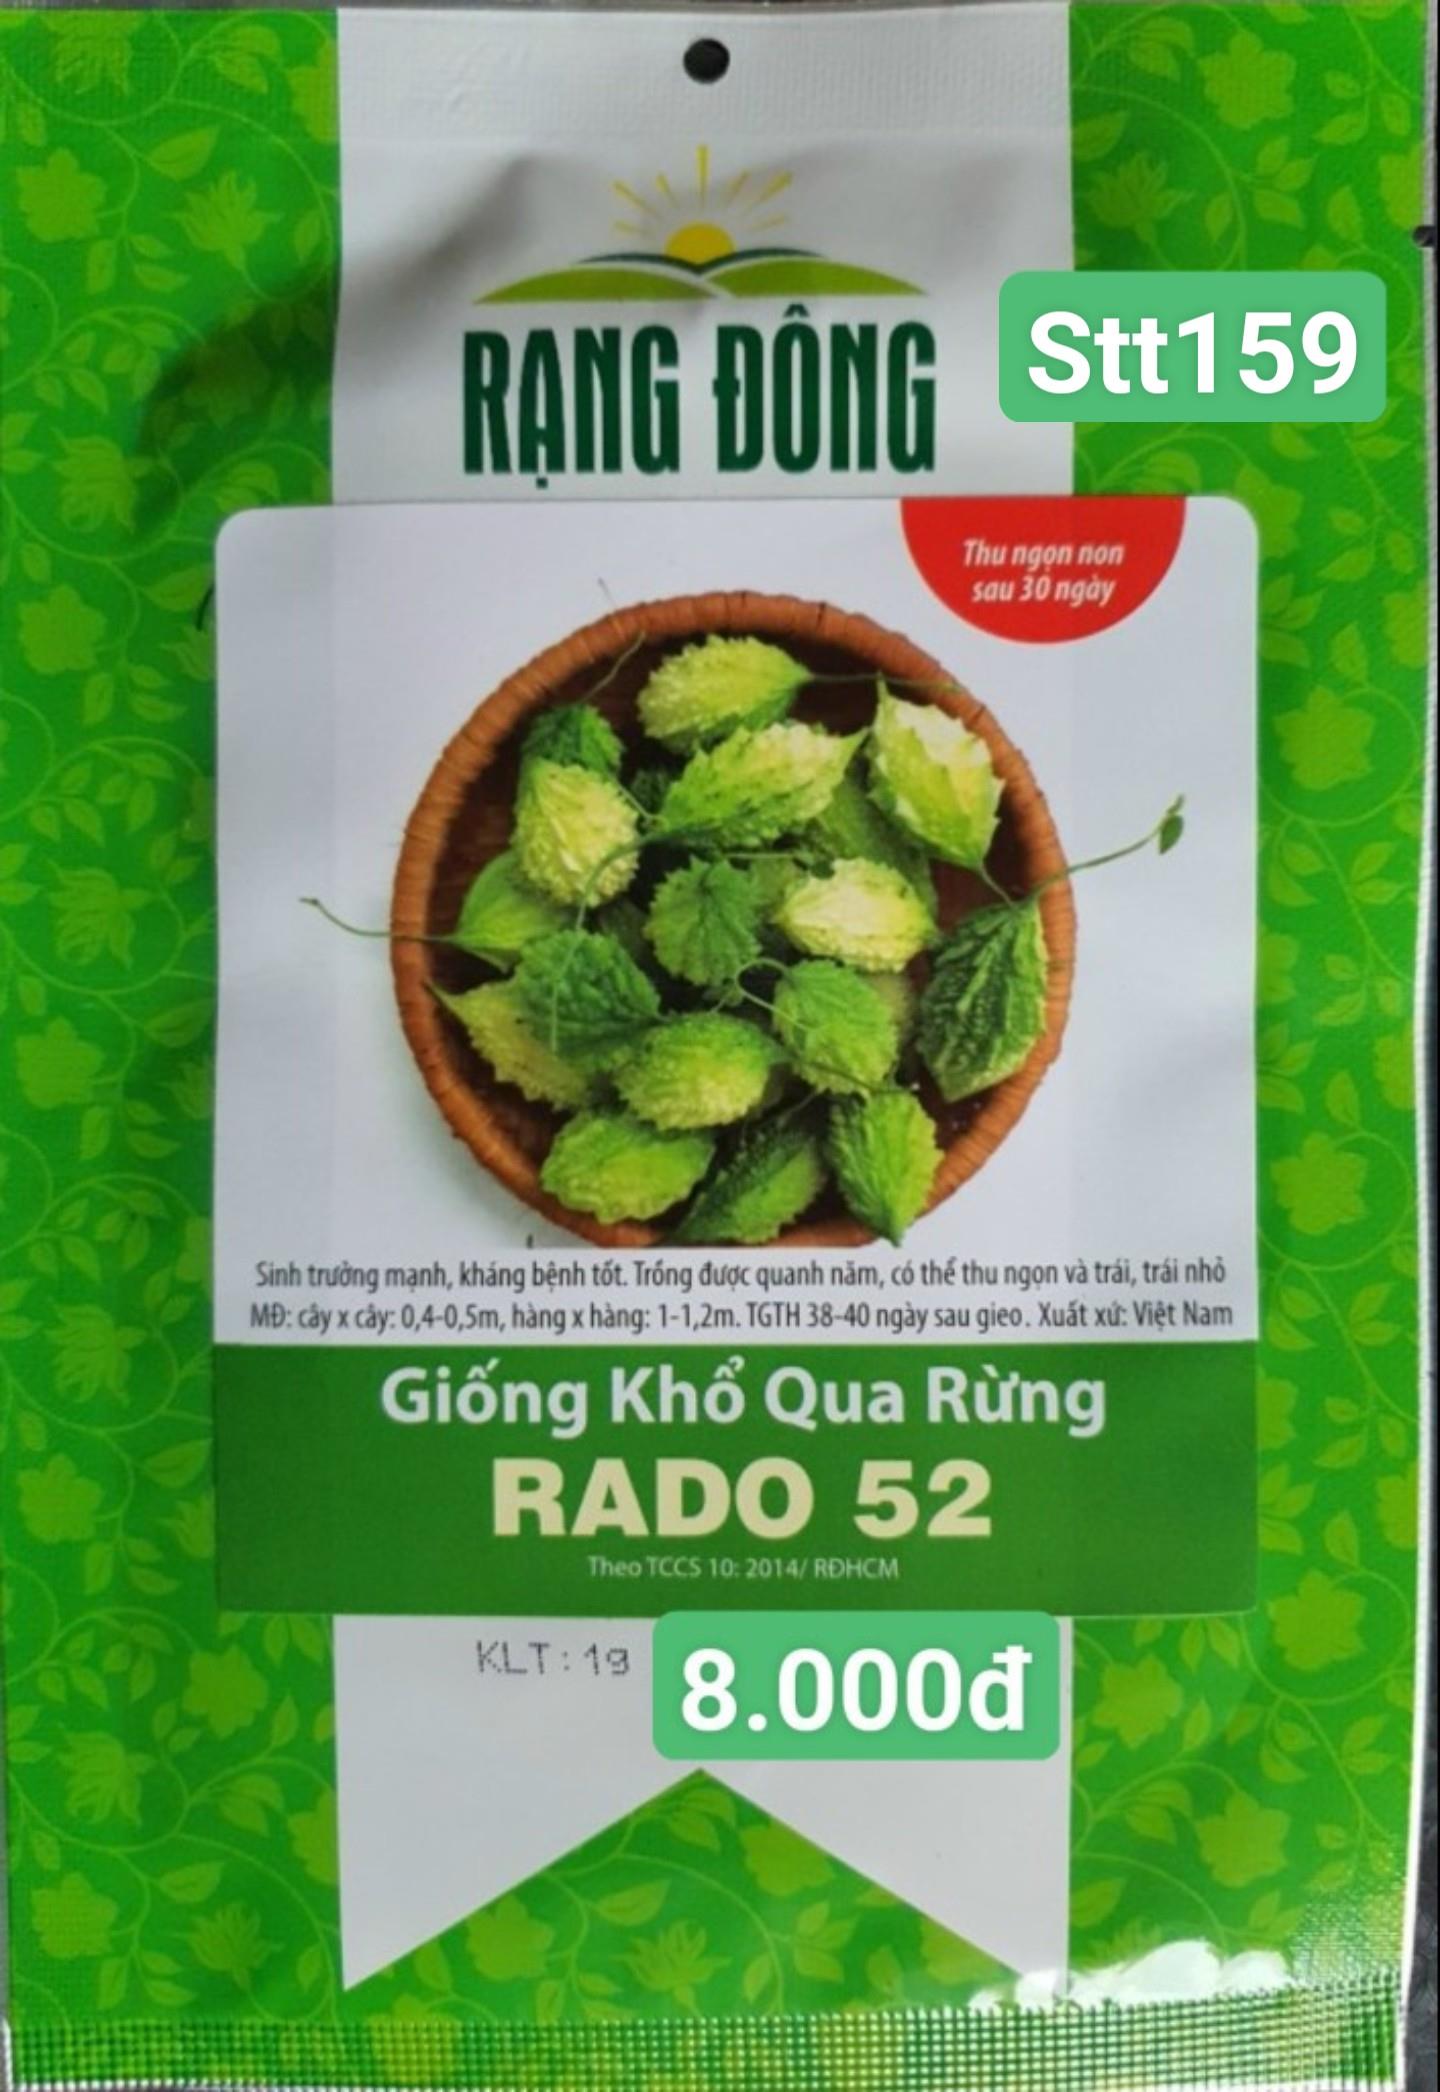 RẠNG ĐÔNG
Stt159
Thu ngọn non
sau 30 ngày
Sinh trưởng mạnh, kháng bệnh tốt. Trồng được quanh năm, có thể thu ngọn và trái, trái nhỏ
MĐ: cây x cây: 0,4-0,5m, hàng x hàng: 1-1,2m. TGTH 38-40 ngày sau gieo. Xuất xứ: Việt Nam
Giống Khổ Qua Rừng
RADO 52
Theo TCCS 10: 2014/ RĐHCM
KLT : 1g
8.000đ